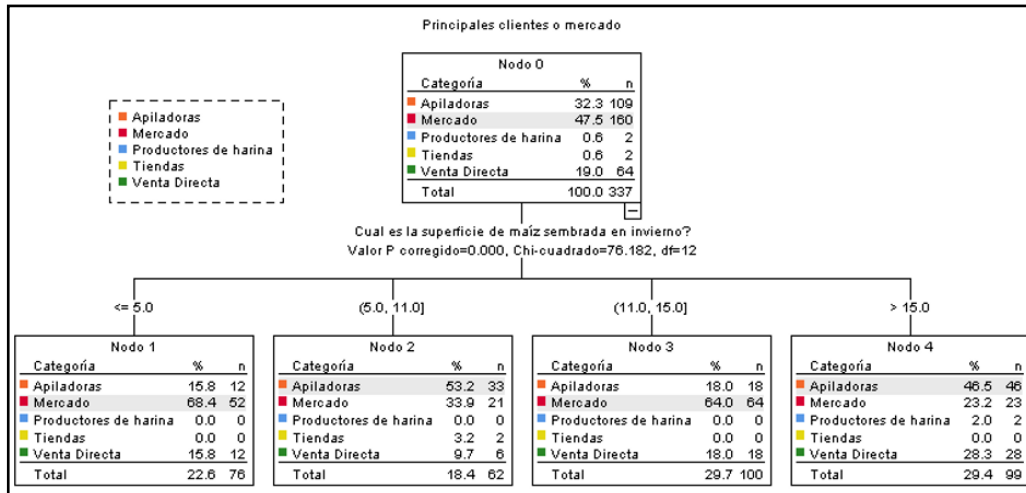 Principales clientes o mercado
Apiladoras
Mercado
Productores de harina
Tiendas
Venta Directa
Nodo 0
Categoría % n
Apiladoras 32.3 109
Mercado 47.5 160
Productores de harina 0.6 2
Tiendas 0.6 2
Venta Directa 19.0 64
Total 100.0 337
Cual es la superficie de maíz sembrada en invierno?
Valor P corregido=0.000, Chi-cuadrado=76.182, df=12
<= 5.0
(5.0, 11.0]
(11.0, 15.0]
> 15.0
Nodo 1
Categoría % n
Apiladoras 15.8 12
Mercado 68.4 52
Productores de harina 0.0 0
Tiendas 0.0 0
Venta Directa 15.8 12
Total 22.6 76
Nodo 2
Categoría % n
Apiladoras 53.2 33
Mercado 33.9 21
Productores de harina 0.0 0
Tiendas 3.2 2
Venta Directa 9.7 6
Total 18.4 62
Nodo 3
Categoría % n
Apiladoras 18.0 18
Mercado 64.0 64
Productores de harina 0.0 0
Tiendas 0.0 0
Venta Directa 18.0 18
Total 29.7 100
Nodo 4
Categoría % n
Apiladoras 46.5 46
Mercado 23.2 23
Productores de harina 2.0 2
Tiendas 0.0 0
Venta Directa 28.3 28
Total 29.4 99